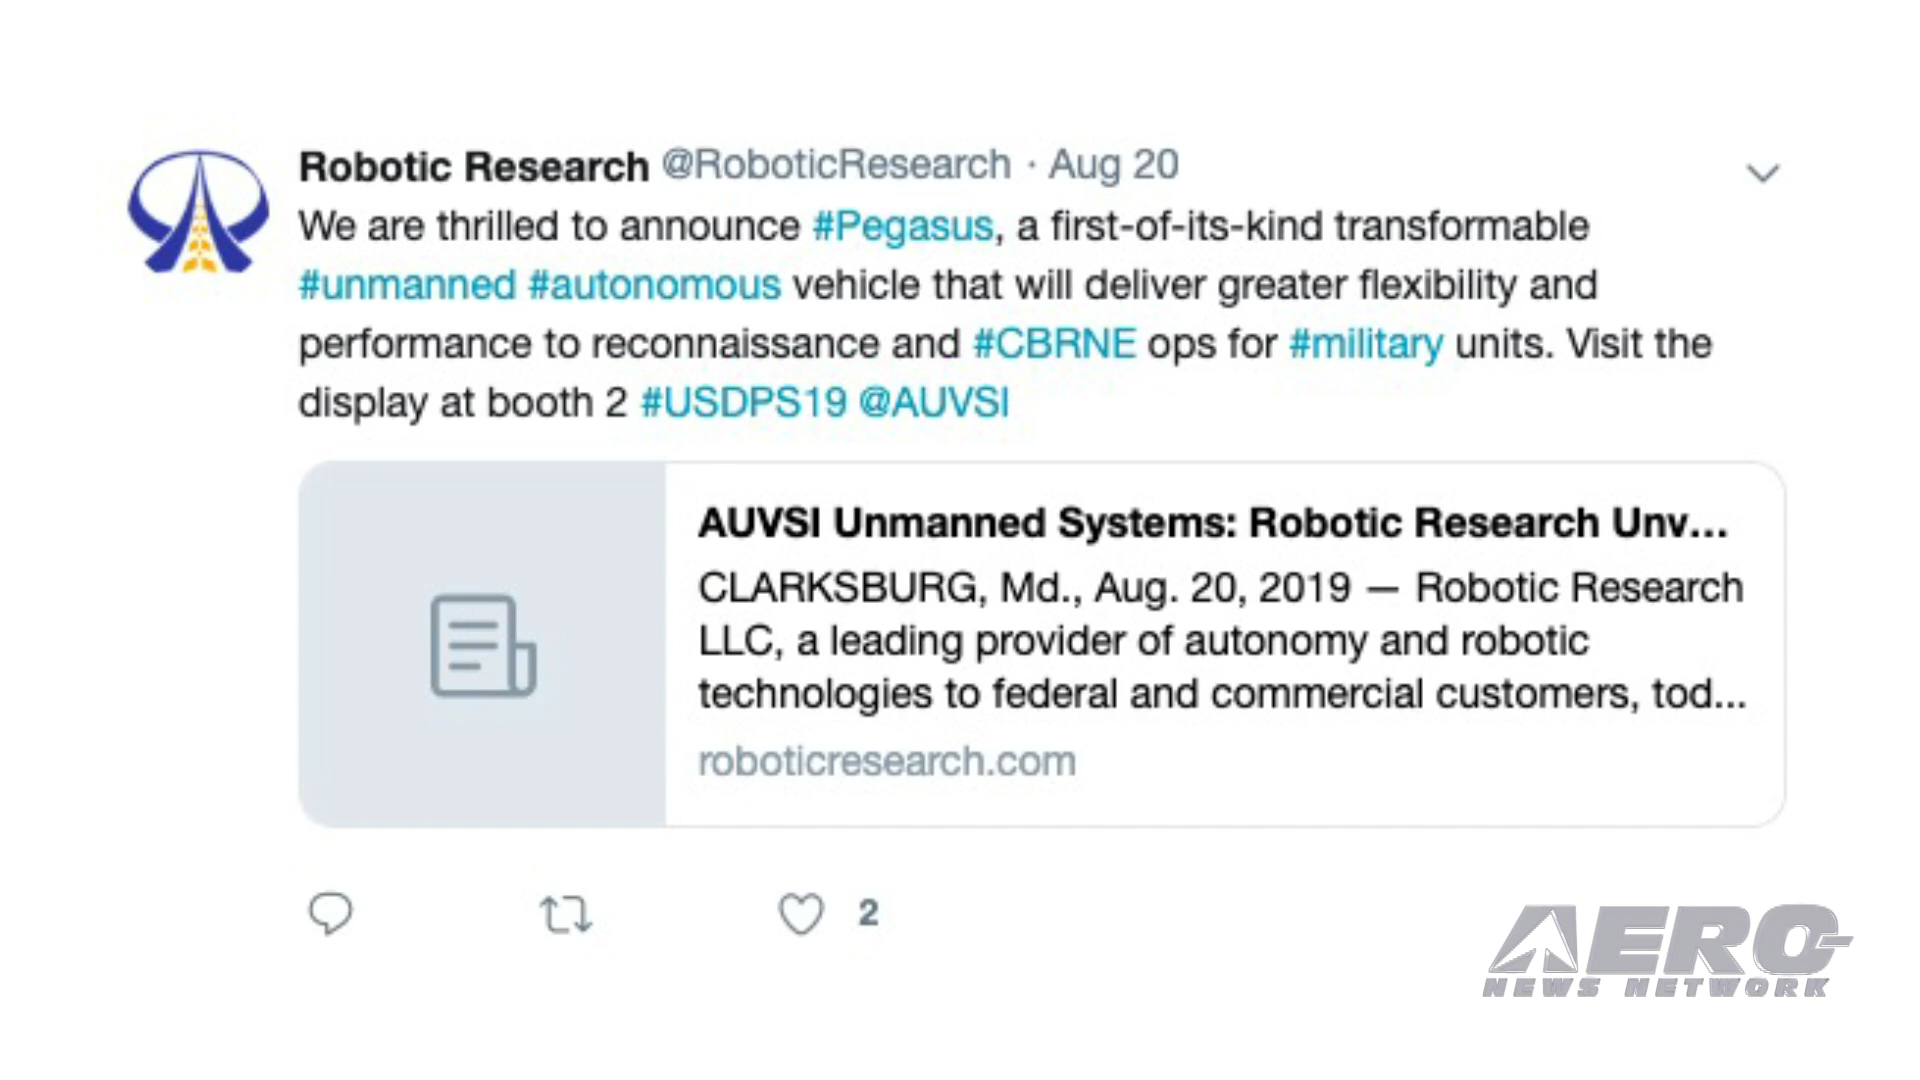 Robotic Research @RoboticResearch · Aug 20
We are thrilled to announce #Pegasus, a first-of-its-kind transformable
#unmanned #autonomous vehicle that will deliver greater flexibility and
performance to reconnaissance and #CBRNE ops for #military units. Visit the
display at booth 2 #USDPS19 @AUVSI
AUVSI Unmanned Systems: Robotic Research Unv...
CLARKSBURG, Md., Aug. 20, 2019 — Robotic Research
LLC, a leading provider of autonomy and robotic
technologies to federal and commercial customers, tod...
roboticresearch.com
2
AERO-
NEWS NETWORK